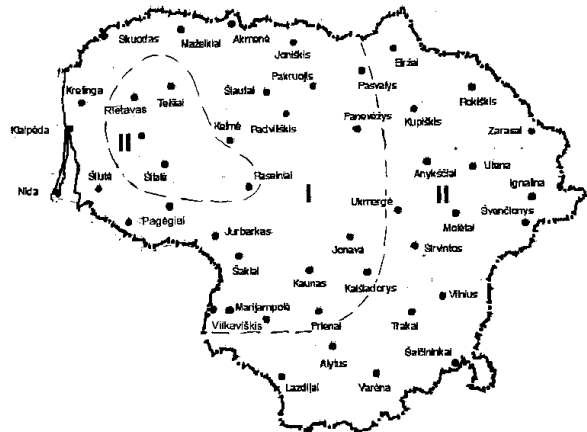 Skuodas
Mažeikiai
Akmenė
Joniškis
Biržai
Kretinga
Rietavas
Telšiai
Šiauliai
Pakruojis
Pasvalys
Rokiškis
Klaipėda
II
Kelmė
Radviliškis
Panevėžys
Kupiškis
Zarasai
Šilutė
Šilalė
Raseiniai
I
Anykščiai
Utena
Nida
Ukmergė
II
Ignalina
Pagėgiai
Molėtai
Švenčionys
Jurbarkas
Jonava
Širvintos
Šakiai
Kaunas
Kaišiadorys
Vilnius
Marijampolė
Vilkaviškis
Prienai
Trakai
Alytus
Šalčininkai
Lazdijai
Varėna